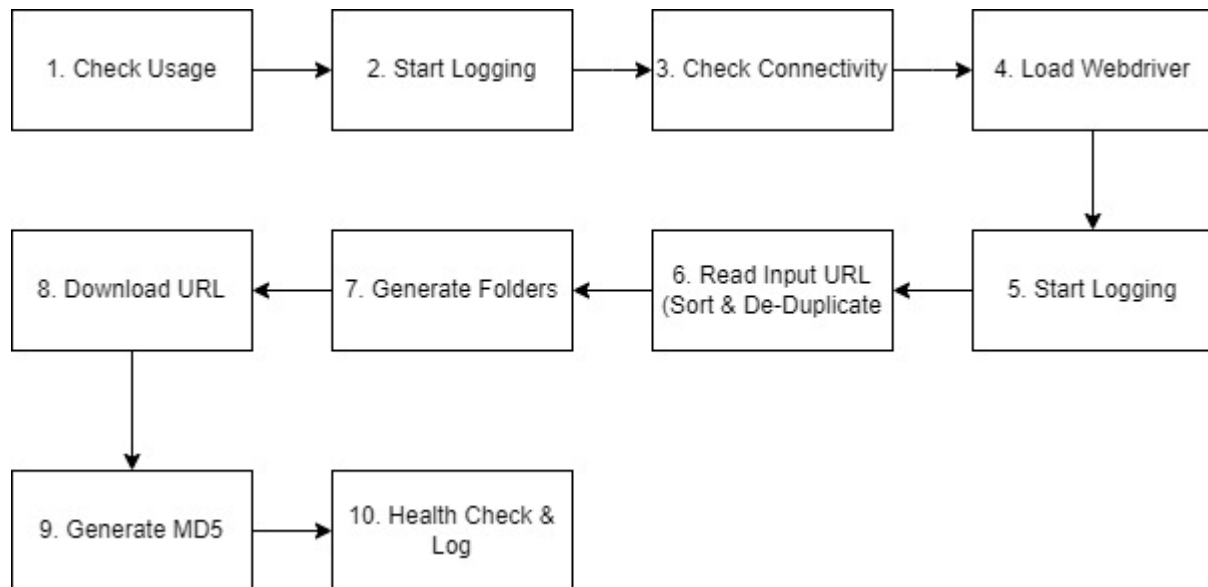 1. Check Usage
2. Start Logging
3. Check Connectivity
4. Load Webdriver
5. Start Logging
6. Read Input URL
(Sort & De-Duplicate
7. Generate Folders
8. Download URL
9. Generate MD5
10. Health Check &
Log